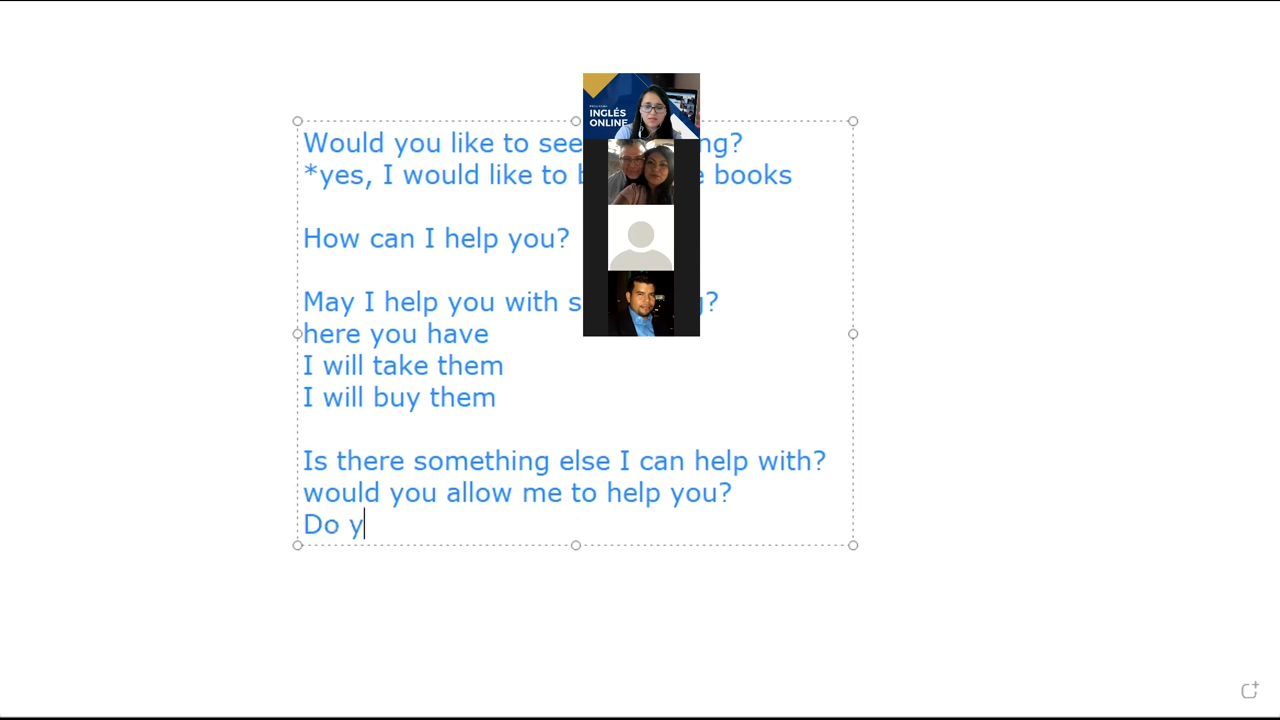 Would you like to see ng?
*yes, I would like to books
How can I help you?
May I help you with ?
here you have
I will take them
I will buy them
Is there something else I can help with?
would you allow me to help you?
Do y
INGLÉS
ONLINE